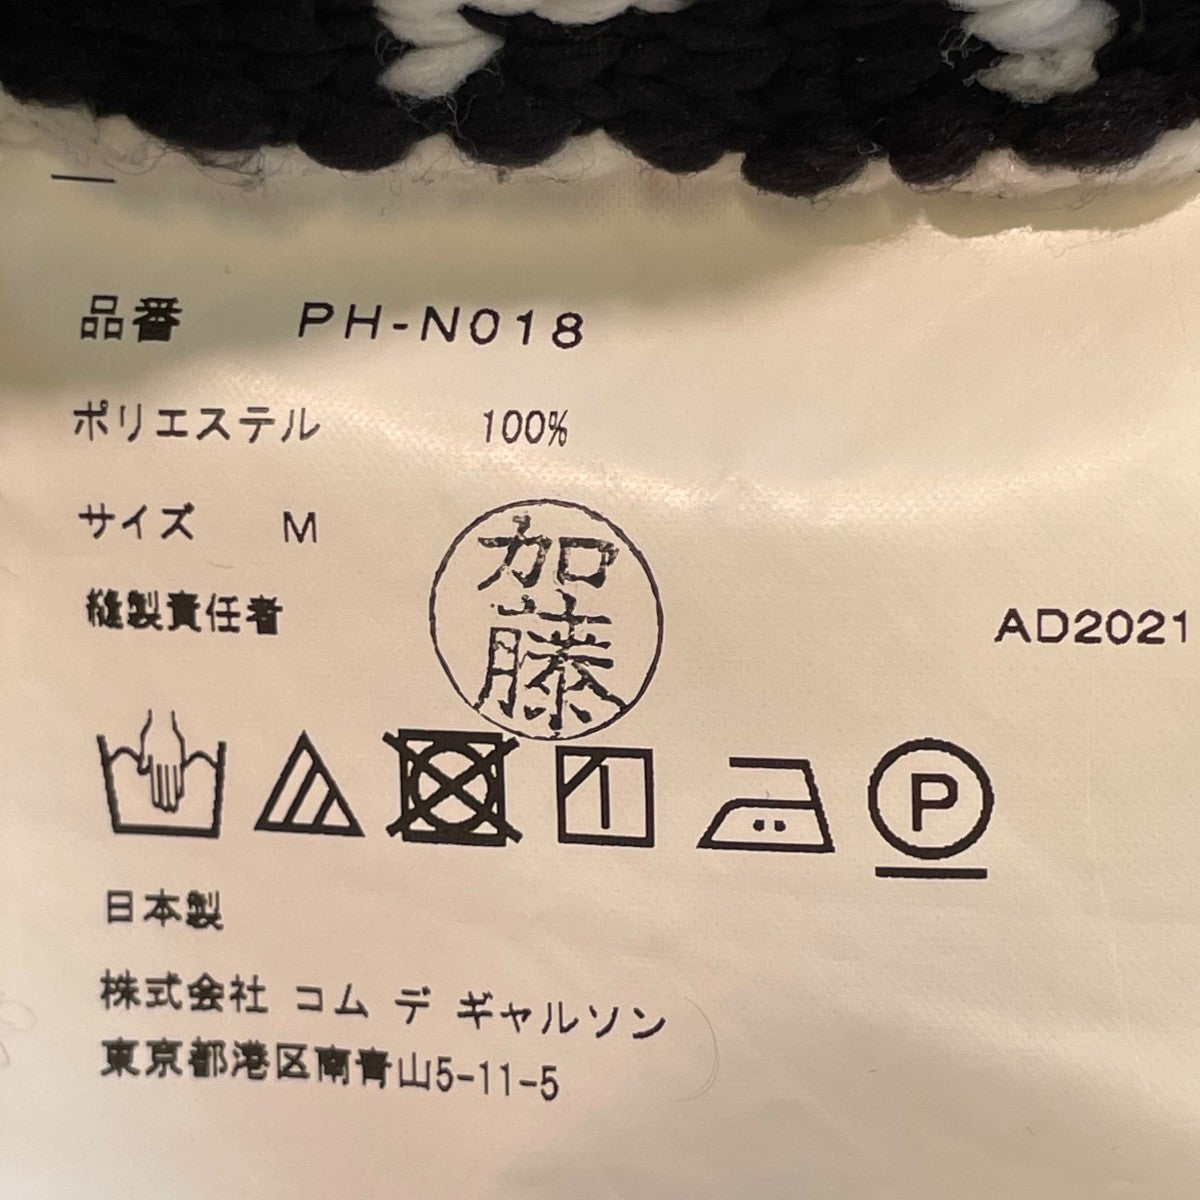 品番 PH-N018
ポリエステル 100%
サイズ M
縫製責任者 加藤
AD2021
P
日本製
株式会社 コム デ ギャルソン
東京都港区南青山5-11-5